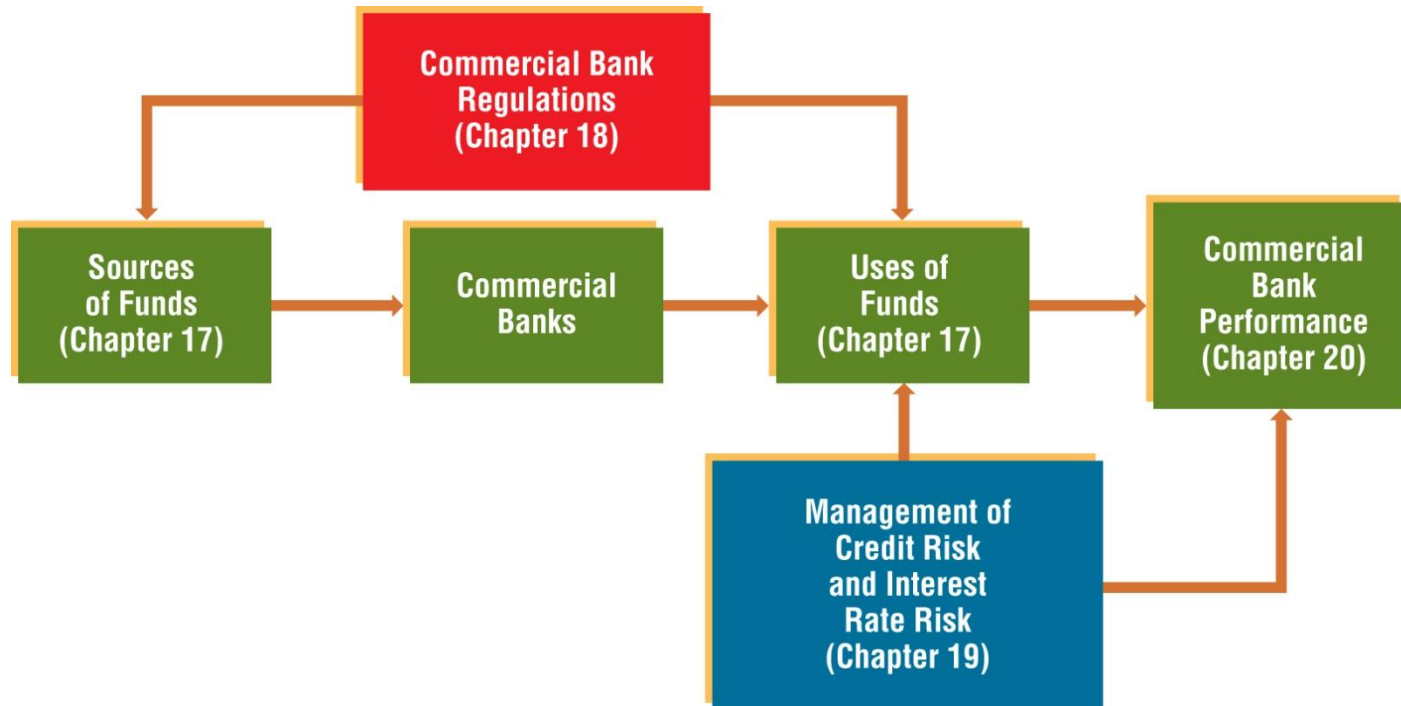 Commercial Bank
Regulations
(Chapter 18)
Sources
of Funds
(Chapter 17)
Commercial
Banks
Uses of
Funds
(Chapter 17)
Commercial
Bank
Performance
(Chapter 20)
Management of
Credit Risk
and Interest
Rate Risk
(Chapter 19)